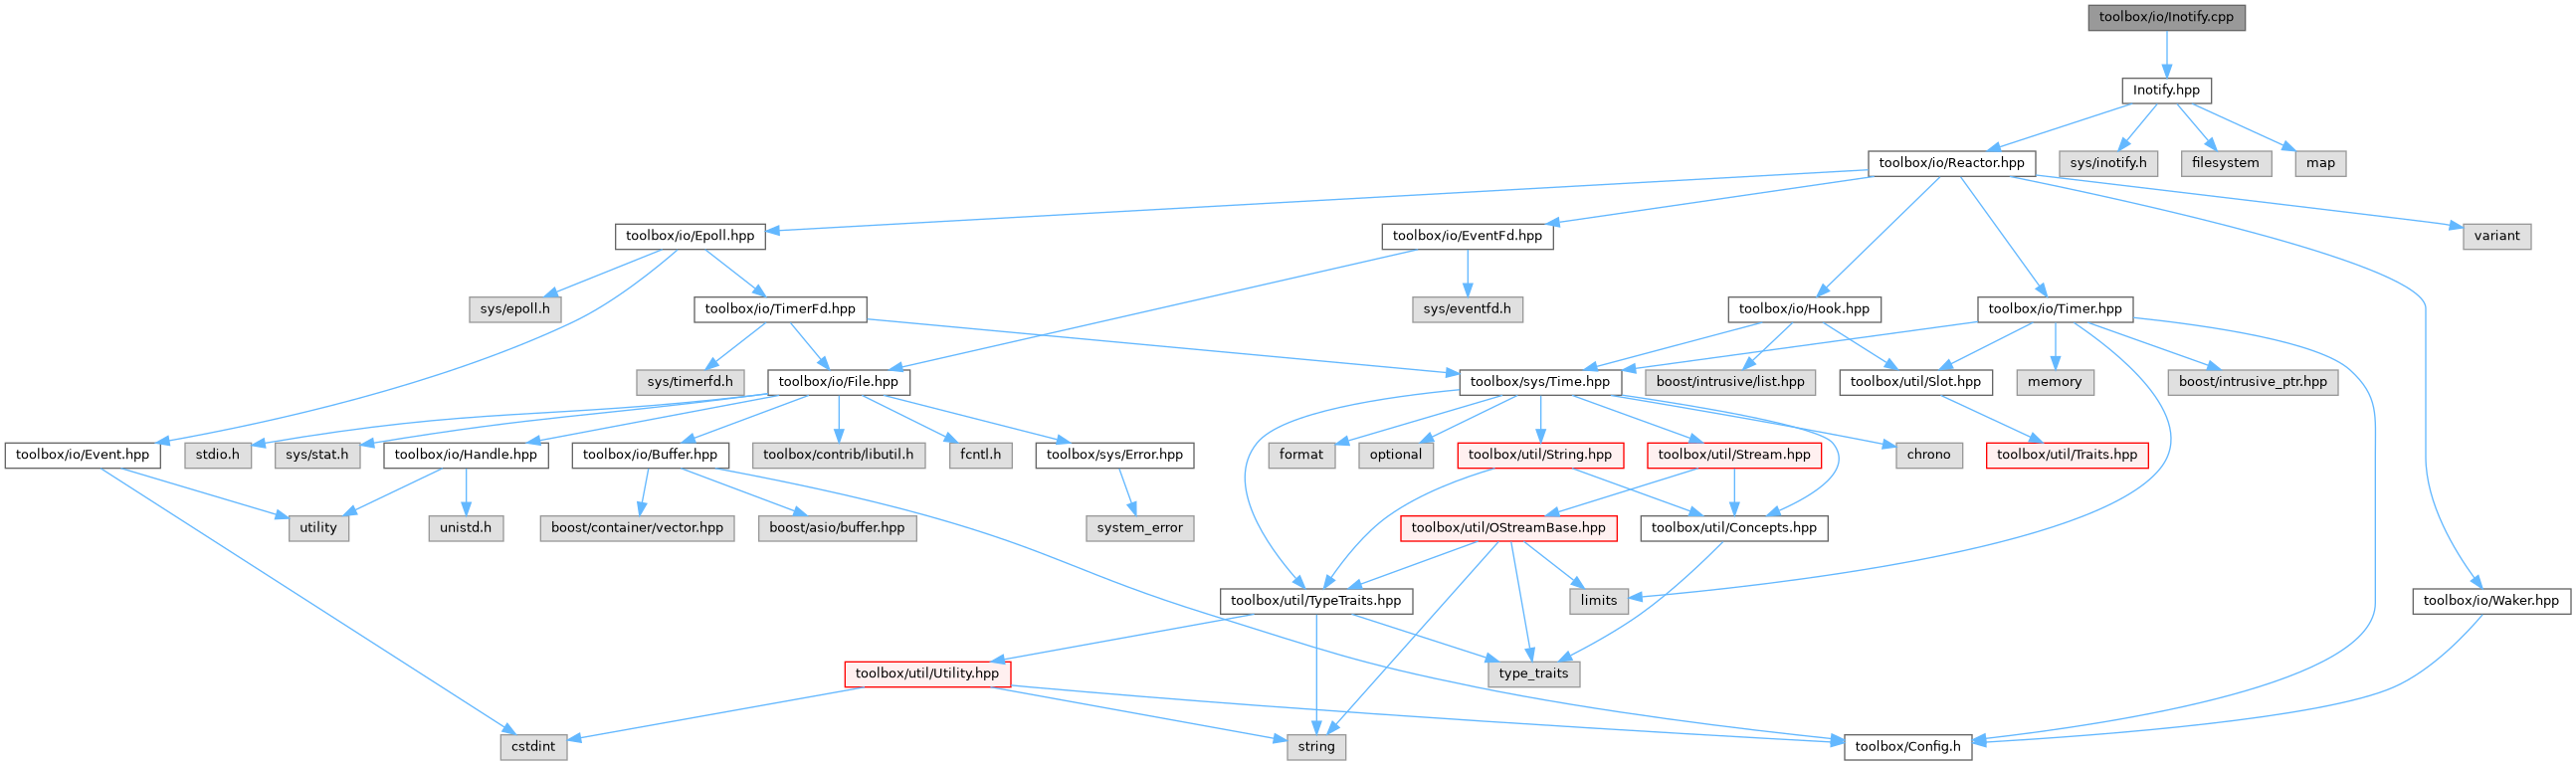 toolbox/io/Inotify.cpp
Inotify.hpp
toolbox/io/Reactor.hpp
sys/inotify.h
filesystem
map
toolbox/io/Epoll.hpp
toolbox/io/EventFd.hpp
variant
sys/epoll.h
toolbox/io/TimerFd.hpp
sys/eventfd.h
toolbox/io/Hook.hpp
toolbox/io/Timer.hpp
sys/timerfd.h
toolbox/io/File.hpp
toolbox/sys/Time.hpp
boost/intrusive/list.hpp
toolbox/util/Slot.hpp
memory
boost/intrusive_ptr.hpp
toolbox/io/Event.hpp
stdio.h
sys/stat.h
toolbox/io/Handle.hpp
toolbox/io/Buffer.hpp
toolbox/contrib/libutil.h
fcntl.h
toolbox/sys/Error.hpp
format
optional
toolbox/util/String.hpp
toolbox/util/Stream.hpp
chrono
toolbox/util/Traits.hpp
utility
unistd.h
boost/container/vector.hpp
boost/asio/buffer.hpp
system_error
toolbox/util/OStreamBase.hpp
toolbox/util/Concepts.hpp
toolbox/util/TypeTraits.hpp
limits
toolbox/io/Waker.hpp
toolbox/util/Utility.hpp
type_traits
cstdint
string
toolbox/Config.h